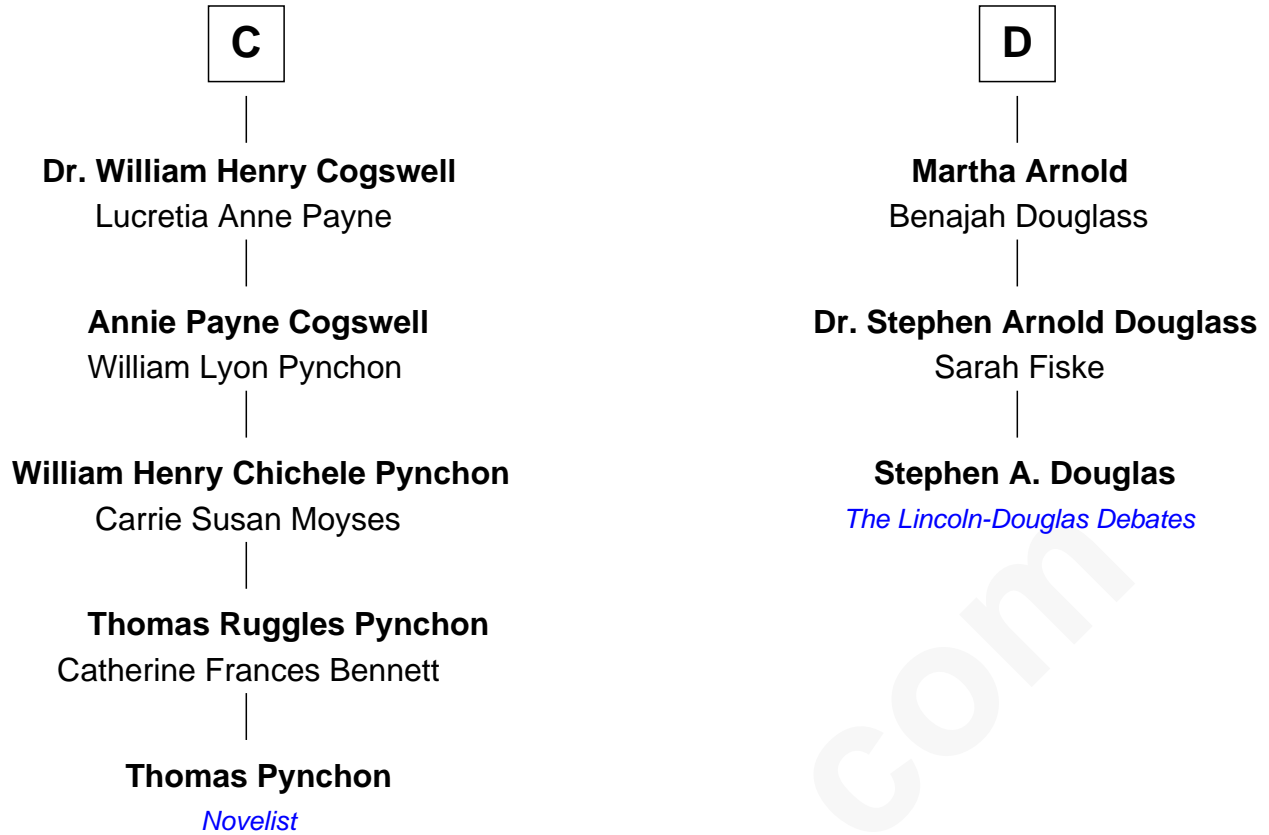 C
Dr. William Henry Cogswell
Lucretia Anne Payne
Annie Payne Cogswell
William Lyon Pynchon
William Henry Chichele Pynchon
Carrie Susan Moyses
Thomas Ruggles Pynchon
Catherine Frances Bennett
Thomas Pynchon
Novelist
D
Martha Arnold
Benajah Douglass
Dr. Stephen Arnold Douglass
Sarah Fiske
Stephen A. Douglas
The Lincoln-Douglas Debates
com